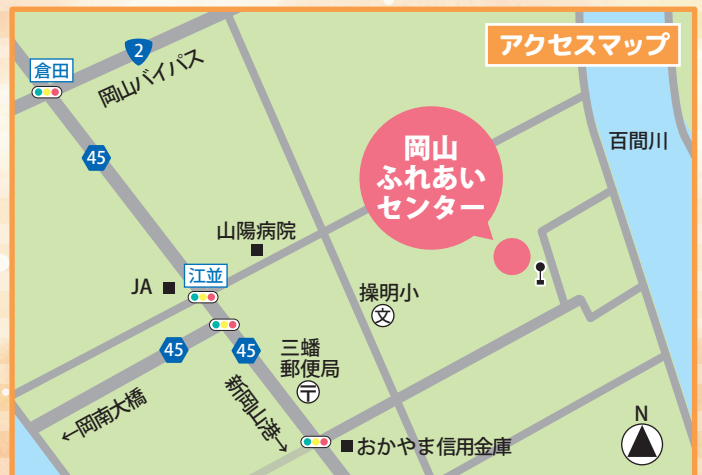 アクセスマップ
2
倉田
岡山バイパス
45
百間川
岡山
ふれあい
センター
山陽病院
JA
江並
操明小
文
45
45
三蟠
郵便局
〒
←岡南大橋
新岡山港→
おかやま信用金庫
N